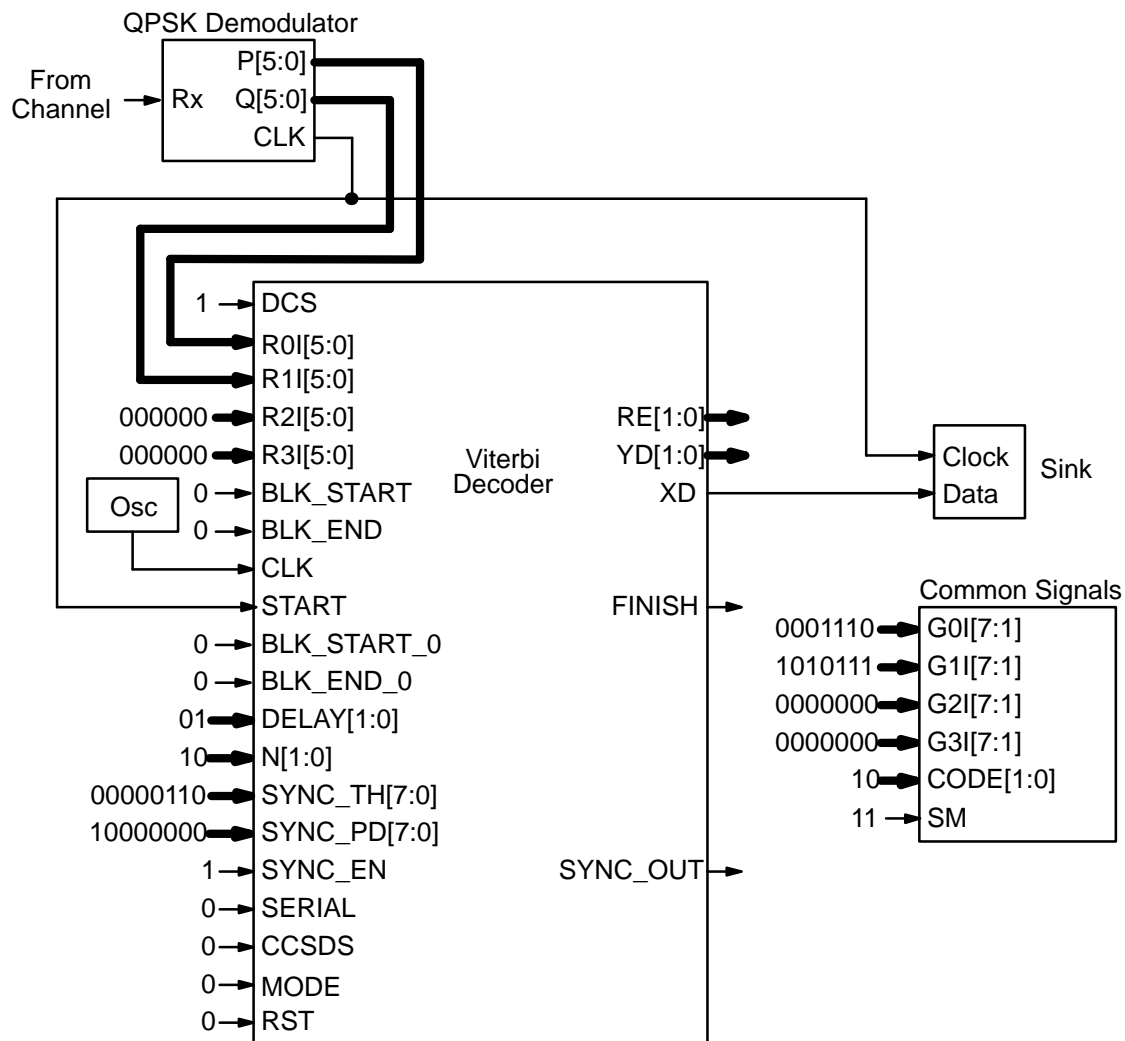 QPSK Demodulator
From
Channel
Rx
P[5:0]
Q[5:0]
CLK
1 DCS
R0I[5:0]
R1I[5:0]
000000 R2I[5:0]
000000 R3I[5:0]
0 BLK_START
Osc
0 BLK_END
CLK
START
0 BLK_START_0
0 BLK_END_0
01 DELAY[1:0]
10 N[1:0]
00000110 SYNC_TH[7:0]
10000000 SYNC_PD[7:0]
1 SYNC_EN
0 SERIAL
0 CCSDS
0 MODE
0 RST
Viterbi
Decoder
RE[1:0]
YD[1:0]
XD
FINISH
SYNC_OUT
Clock
Data
Sink
Common Signals
0001110 G0I[7:1]
1010111 G1I[7:1]
0000000 G2I[7:1]
0000000 G3I[7:1]
10 CODE[1:0]
11 SM